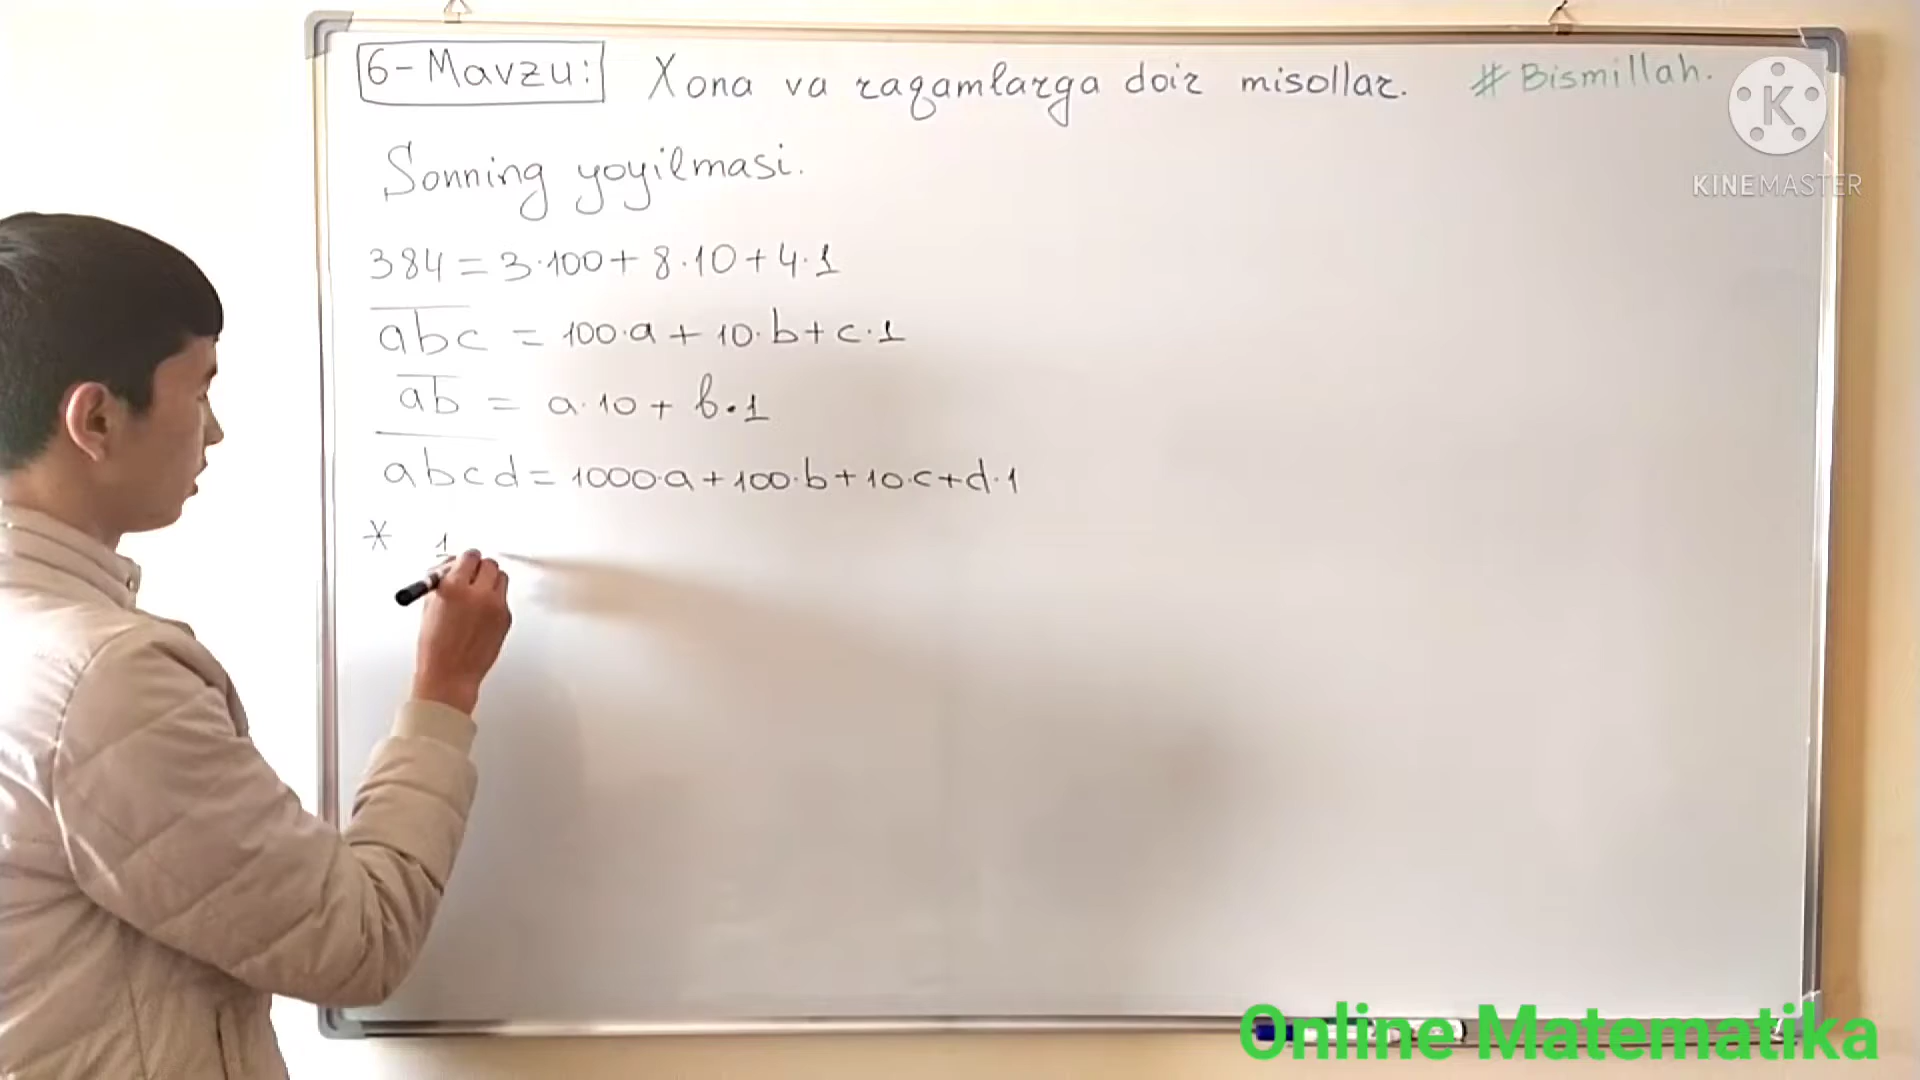 6-Mavzu: Xona va raqamlarga doir misollar. #Bismillah.
KINEMASTER
Sonning yoyilmasi.
384 = 3·100 + 8·10 + 4·1
abc = 100·a + 10·b + c·1
ab = a·10 + b·1
abcd = 1000·a + 100·b + 10·c + d·1
* 1
Online Matematika